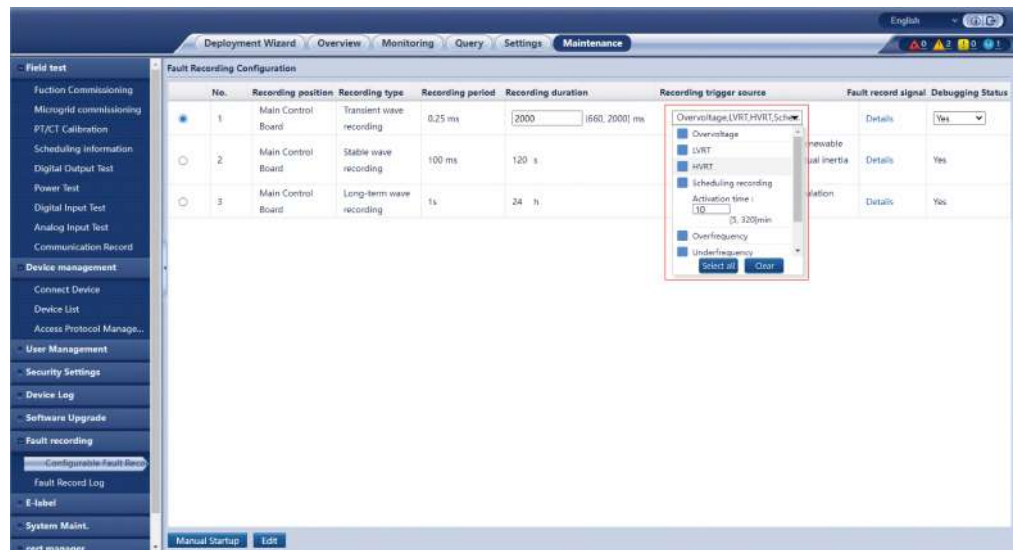 English
Deployment Wizard Overview Monitoring Query Settings Maintenance
0 2 0 1
Field test
Fuction Commissioning
Microgrid commissioning
PT/CT Calibration
Scheduling information
Digital Output Test
Power Test
Digital Input Test
Analog Input Test
Communication Record
Device management
Connect Device
Device List
Access Protocol Manage...
User Management
Security Settings
Device Log
Software Upgrade
Fault recording
Configurable Fault Reco
Fault Record Log
E-label
System Maint.
cert manager
Fault Recording Configuration
No. Recording position Recording type Recording period Recording duration Recording trigger source Fault record signal Debugging Status
1 Main Control Board Transient wave recording 0.25 ms 2000 [660, 2000] ms Overvoltage,LVRT,HVRT,Sche Details Yes
2 Main Control Board Stable wave recording 100 ms 120 s newable ual inertia Details Yes
3 Main Control Board Long-term wave recording 1s 24 h lation Details Yes
Overvoltage
LVRT
HVRT
Scheduling recording
Activation time :
10
[5, 320]min
Overfrequency
Underfrequency
Select all Clear
Manual Startup Edit